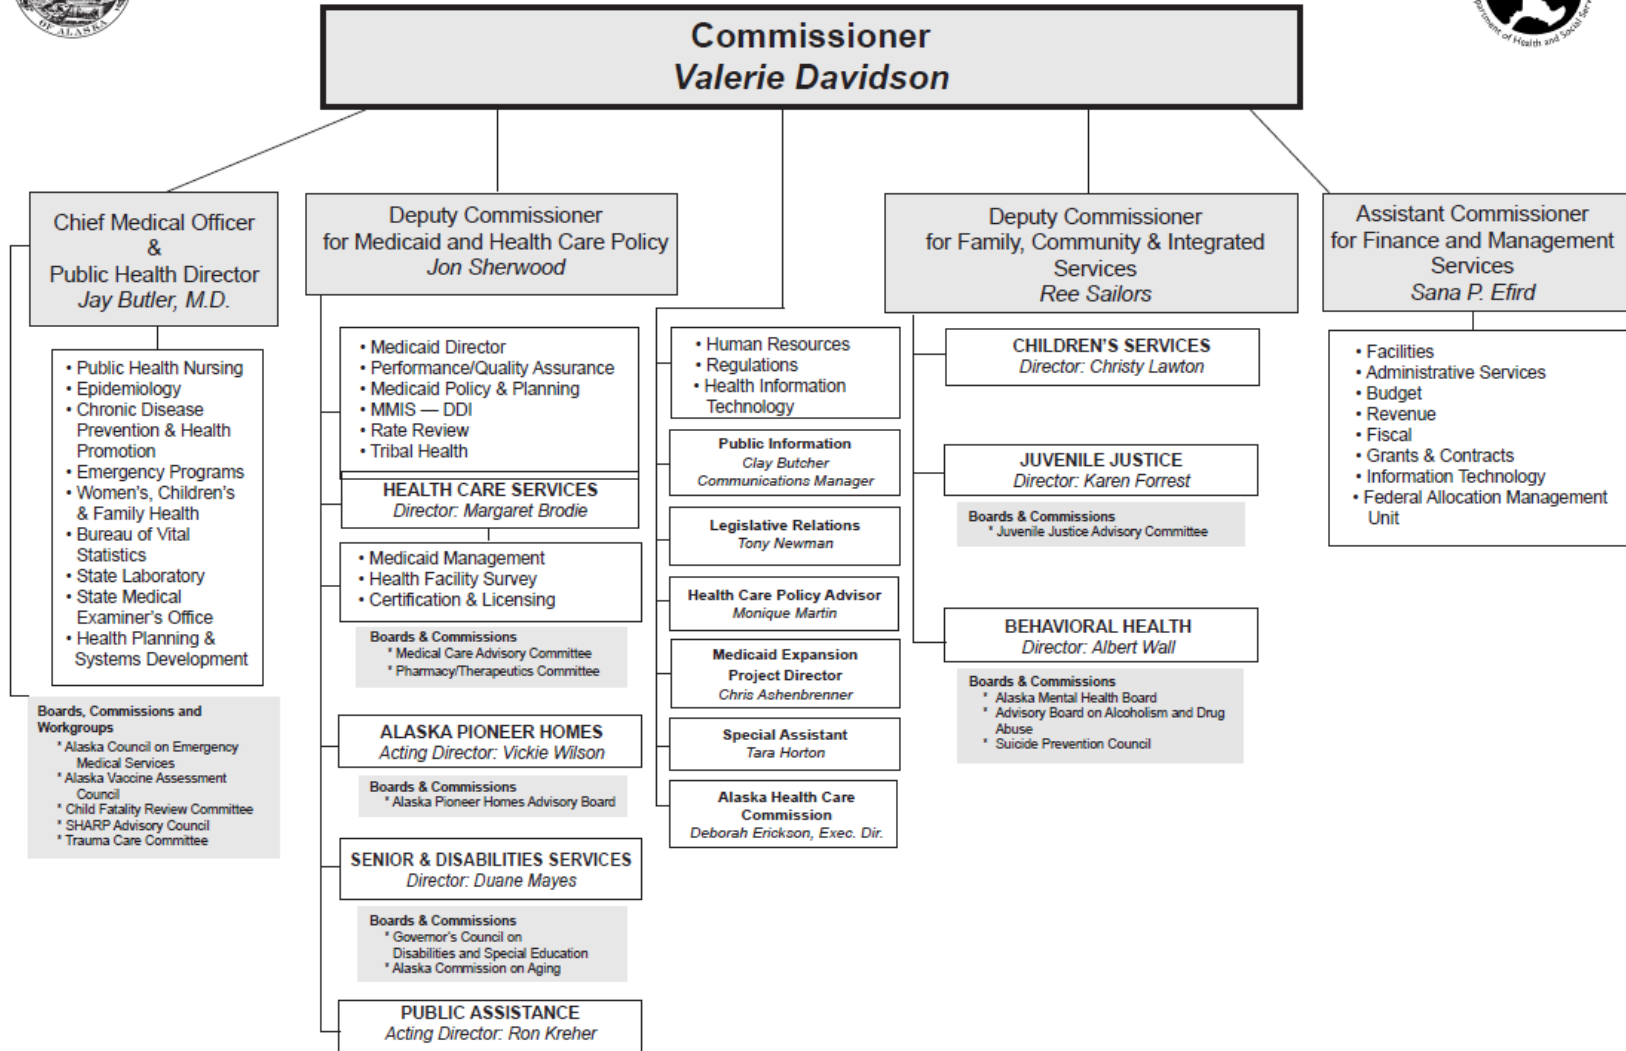 OF ALASKA
Department of Health and Social Serv
Commissioner
Valerie Davidson
Chief Medical Officer
&
Public Health Director
Jay Butler, M.D.
• Public Health Nursing
• Epidemiology
• Chronic Disease
Prevention & Health
Promotion
• Emergency Programs
• Women's, Children's
& Family Health
• Bureau of Vital
Statistics
• State Laboratory
• State Medical
Examiner's Office
• Health Planning &
Systems Development
Boards, Commissions and
Workgroups
* Alaska Council on Emergency
Medical Services
* Alaska Vaccine Assessment
Council
* Child Fatality Review Committee
* SHARP Advisory Council
* Trauma Care Committee
Deputy Commissioner
for Medicaid and Health Care Policy
Jon Sherwood
• Medicaid Director
• Performance/Quality Assurance
• Medicaid Policy & Planning
• MMIS — DDI
• Rate Review
• Tribal Health
HEALTH CARE SERVICES
Director: Margaret Brodie
• Medicaid Management
• Health Facility Survey
• Certification & Licensing
Boards & Commissions
* Medical Care Advisory Committee
* Pharmacy/Therapeutics Committee
ALASKA PIONEER HOMES
Acting Director: Vickie Wilson
Boards & Commissions
* Alaska Pioneer Homes Advisory Board
SENIOR & DISABILITIES SERVICES
Director: Duane Mayes
Boards & Commissions
* Governor's Council on
Disabilities and Special Education
* Alaska Commission on Aging
PUBLIC ASSISTANCE
Acting Director: Ron Kreher
• Human Resources
• Regulations
• Health Information
Technology
Public Information
Clay Butcher
Communications Manager
Legislative Relations
Tony Newman
Health Care Policy Advisor
Monique Martin
Medicaid Expansion
Project Director
Chris Ashenbrenner
Special Assistant
Tara Horton
Alaska Health Care
Commission
Deborah Erickson, Exec. Dir.
Deputy Commissioner
for Family, Community & Integrated
Services
Ree Sailors
CHILDREN'S SERVICES
Director: Christy Lawton
JUVENILE JUSTICE
Director: Karen Forrest
Boards & Commissions
* Juvenile Justice Advisory Committee
BEHAVIORAL HEALTH
Director: Albert Wall
Boards & Commissions
* Alaska Mental Health Board
* Advisory Board on Alcoholism and Drug
Abuse
* Suicide Prevention Council
Assistant Commissioner
for Finance and Management
Services
Sana P. Efird
• Facilities
• Administrative Services
• Budget
• Revenue
• Fiscal
• Grants & Contracts
• Information Technology
• Federal Allocation Management
Unit